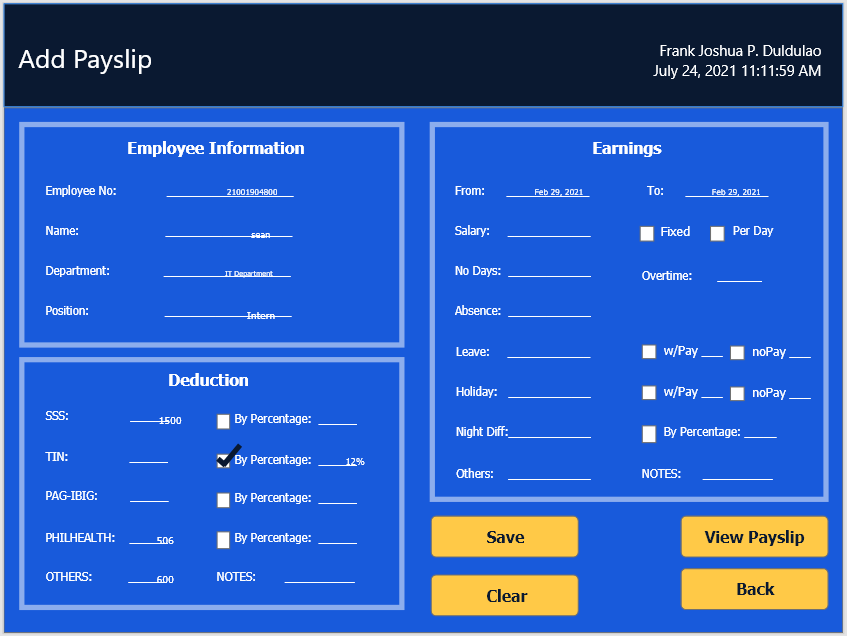 Add Payslip
Frank Joshua P. Duldulao
July 24, 2021 11:11:59 AM
Employee Information
Employee No: 21001904800
Name: sean
Department: IT Department
Position: Intern
Deduction
SSS: 1500 By Percentage:
TIN: By Percentage: 12%
PAG-IBIG: By Percentage:
PHILHEALTH: 506 By Percentage:
OTHERS: 600 NOTES:
Earnings
From: Feb 29, 2021 To: Feb 29, 2021
Salary: Fixed Per Day
No Days: Overtime:
Absence:
Leave: w/Pay noPay
Holiday: w/Pay noPay
Night Diff: By Percentage:
Others: NOTES:
Save View Payslip
Clear Back